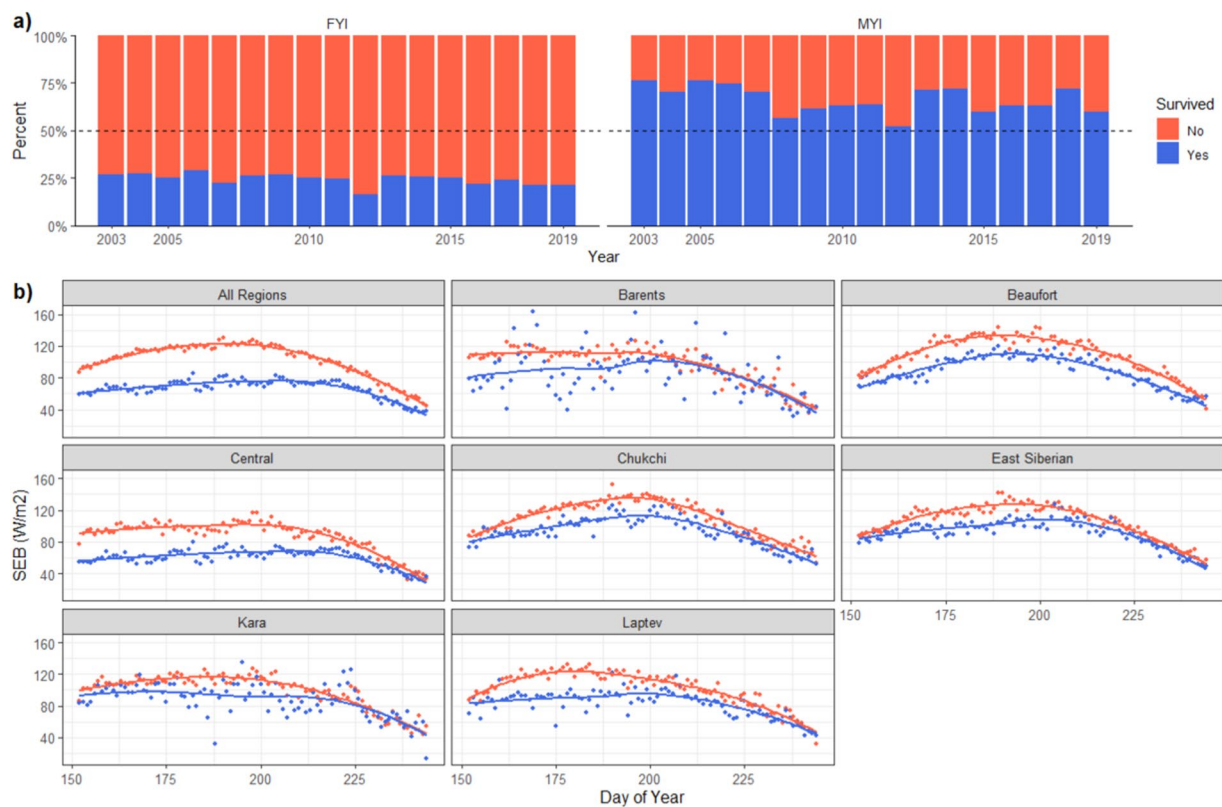 a)
FYI
MYI
100%
75%
50%
25%
0%
Percent
2003
2005
2010
2015
2019
2003
2005
2010
2015
2019
Year
Survived
No
Yes
b)
All Regions
Barents
Beaufort
160
120
80
40
Central
Chukchi
East Siberian
160
120
80
40
SEB (W/m2)
150
175
200
225
Kara
Laptev
160
120
80
40
150
175
200
225
150
175
200
225
Day of Year